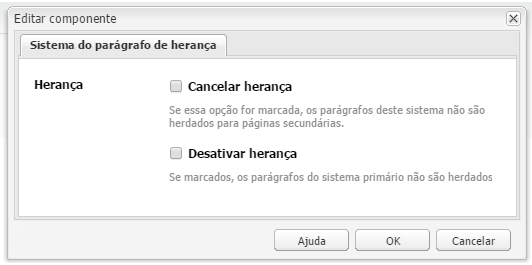 Editar componente
Sistema do parágrafo de herança
Herança
Cancelar herança
Se essa opção for marcada, os parágrafos deste sistema não são
herdados para páginas secundárias.
Desativar herança
Se marcados, os parágrafos do sistema primário não são herdados
Ajuda
OK
Cancelar